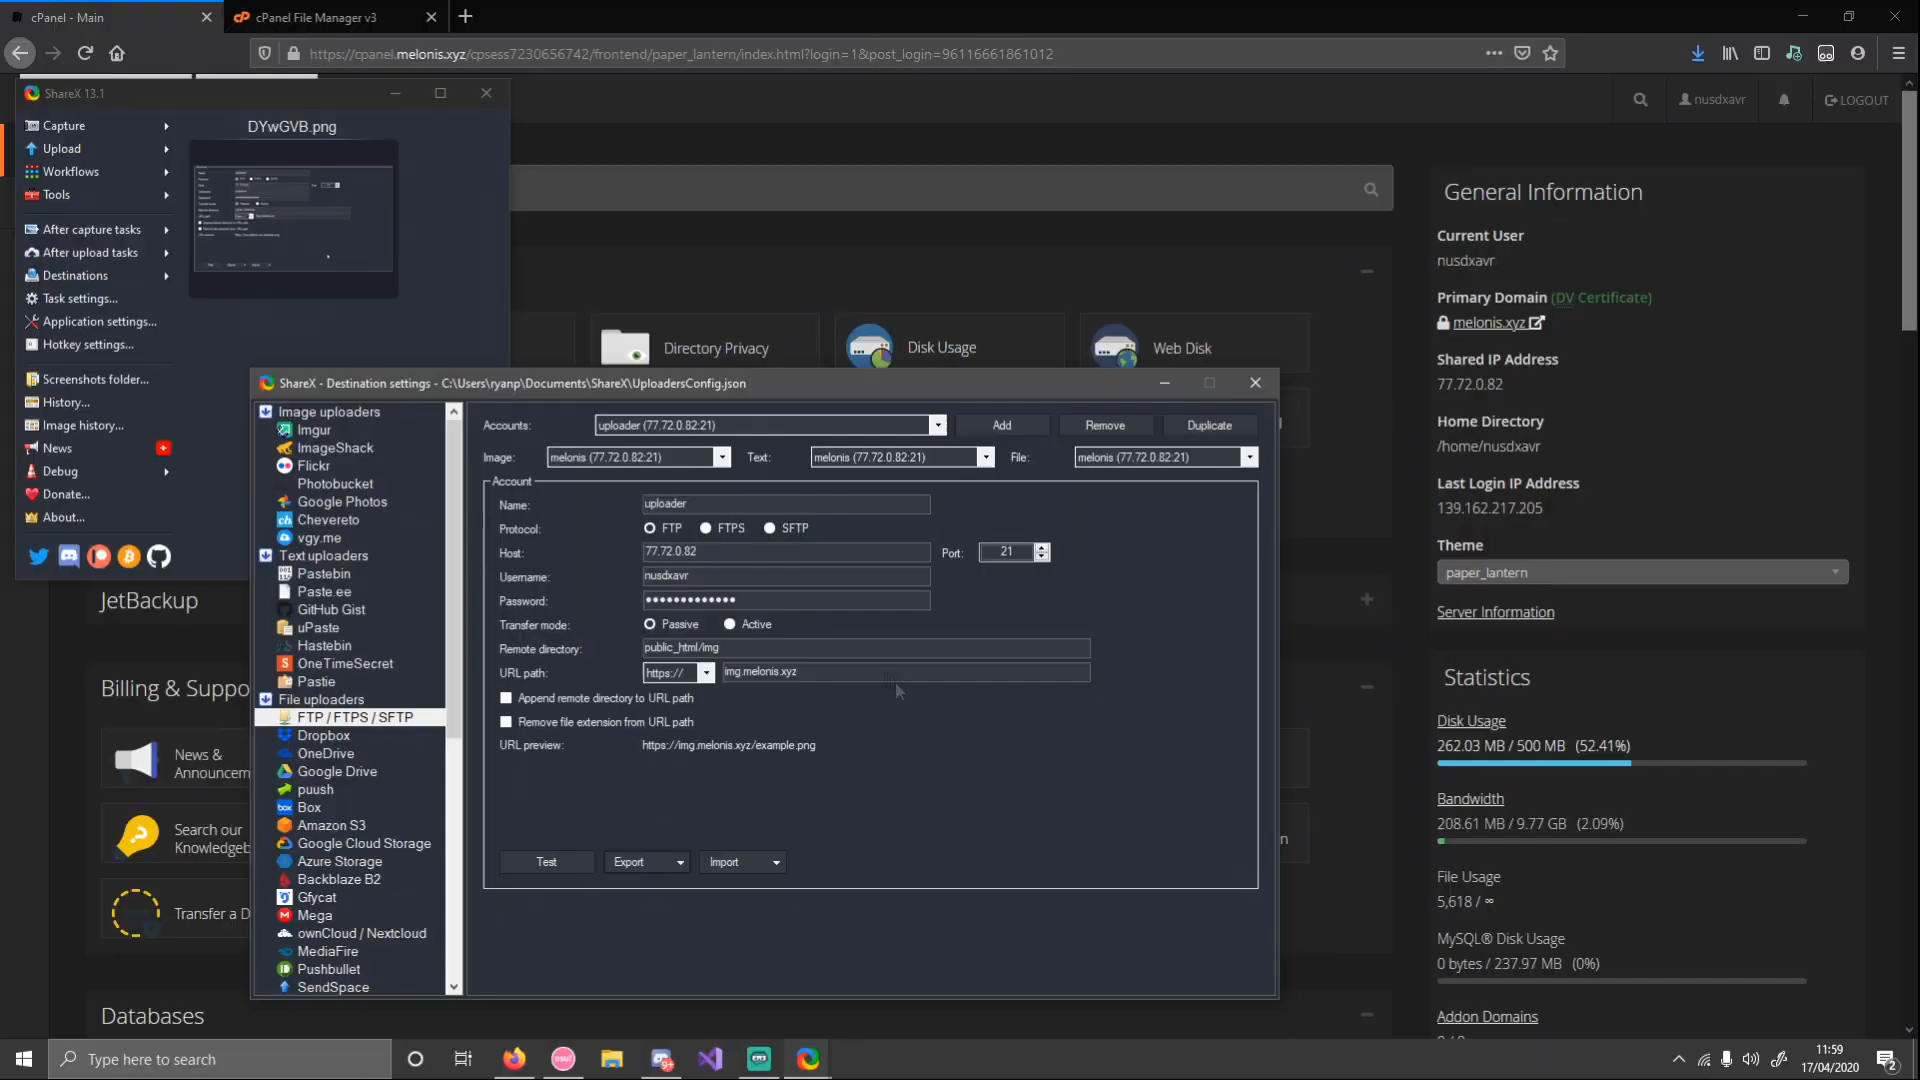 cPanel - Main
cPanel File Manager v3
https://cpanel.melonis.xyz/cpsess7230656742/frontend/paper_lantern/index.html?login=1&post_login=96116661861012
ShareX 13.1
nusdxavr
LOGOUT
Capture
Upload
Workflows
Tools
After capture tasks
After upload tasks
Destinations
Task settings...
Application settings...
Hotkey settings...
Screenshots folder...
History...
Image history...
News
Debug
Donate...
About...
DYwGVB.png
Directory Privacy
Disk Usage
Web Disk
JetBackup
Billing & Suppo
News &
Announcem
Search our
Knowledgeb
Transfer a D
Databases
ShareX - Destination settings - C:\Users\ryanp\Documents\ShareX\UploadersConfig.json
Image uploaders
Imgur
ImageShack
Flickr
Photobucket
Google Photos
Chevereto
vgy.me
Text uploaders
Pastebin
Paste.ee
GitHub Gist
uPaste
Hastebin
OneTimeSecret
Pastie
File uploaders
FTP / FTPS / SFTP
Dropbox
OneDrive
Google Drive
puush
Box
Amazon S3
Google Cloud Storage
Azure Storage
Backblaze B2
Gfycat
Mega
ownCloud / Nextcloud
MediaFire
Pushbullet
SendSpace
Accounts: uploader (77.72.0.82:21) Add Remove Duplicate
Image: melonis (77.72.0.82:21) Text: melonis (77.72.0.82:21) File: melonis (77.72.0.82:21)
Account
Name: uploader
Protocol: FTP FTPS SFTP
Host: 77.72.0.82 Port: 21
Username: nusdxavr
Password: •••••••••••••
Transfer mode: Passive Active
Remote directory: public_html/img
URL path: https:// img.melonis.xyz
Append remote directory to URL path
Remove file extension from URL path
URL preview: https://img.melonis.xyz/example.png
Test Export Import
General Information
Current User
nusdxavr
Primary Domain (DV Certificate)
melonis.xyz
Shared IP Address
77.72.0.82
Home Directory
/home/nusdxavr
Last Login IP Address
139.162.217.205
Theme
paper_lantern
Server Information
Statistics
Disk Usage
262.03 MB / 500 MB (52.41%)
Bandwidth
208.61 MB / 9.77 GB (2.09%)
File Usage
5,618 / ∞
MySQL® Disk Usage
0 bytes / 237.97 MB (0%)
Addon Domains
Type here to search
osu!
9+
11:59
17/04/2020
2